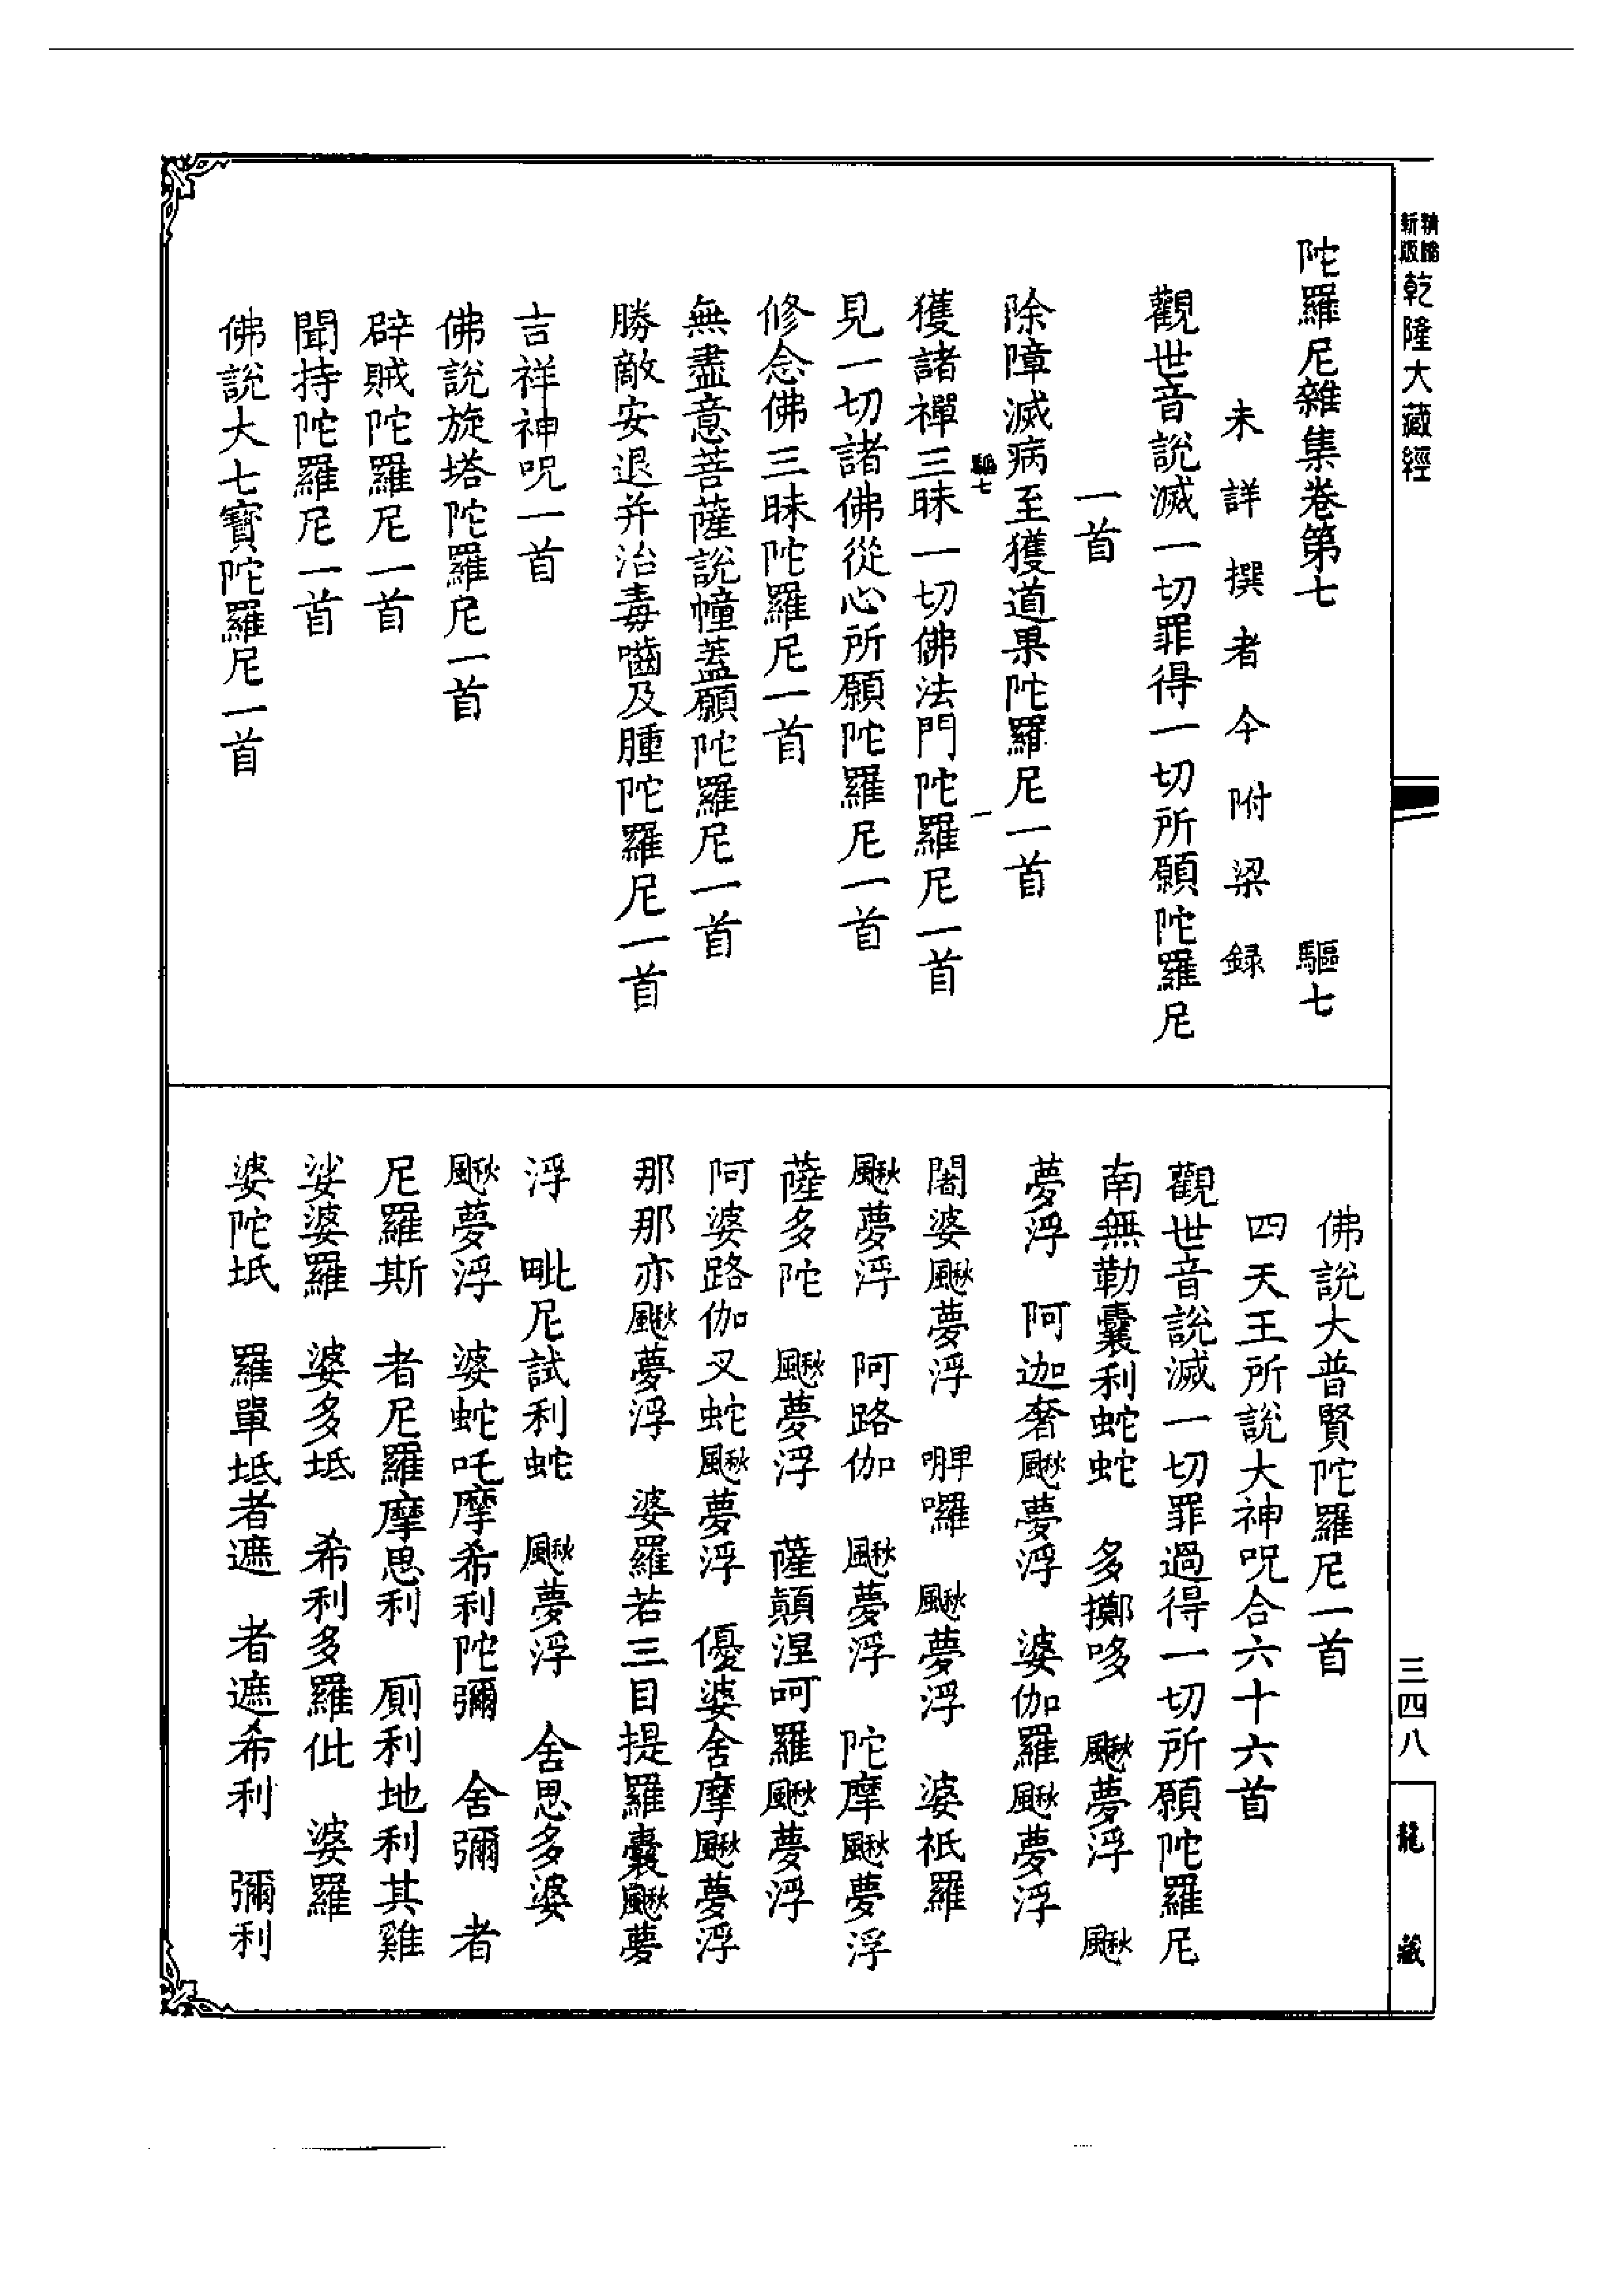 精縮新版乾隆大藏經
陀羅尼雜集卷第七 驅七
未詳撰者今附梁録
觀世音說滅一切罪得一切所願陀羅尼
一首
除障滅病至獲道果陀羅尼一首
驅七 一
獲諸禪三昧一切佛法門陀羅尼一首
見一切諸佛從心所願陀羅尼一首
修念佛三昧陀羅尼一首
無盡意菩薩說幢蓋願陀羅尼一首
勝敵安退并治毒嚙及腫陀羅尼一首
吉祥神呪一首
佛說旋塔陀羅尼一首
辟賊陀羅尼一首
聞持陀羅尼一首
佛說大七寶陀羅尼一首
佛說大普賢陀羅尼一首
四天王所說大神呪合六十六首
觀世音說滅一切罪過得一切所願陀羅尼
南無勒囊利蛇蛇 多擲哆 颰夢浮 颰
夢浮 阿迦奢颰夢浮 婆伽羅颰夢浮
闍婆颰夢浮 囉 颰夢浮 婆祇羅
颰夢浮 阿路伽 颰夢浮 陀摩颰夢浮
薩多陀 颰夢浮 薩顛涅呵羅颰夢浮
阿婆路伽叉蛇颰夢浮 優婆舍摩颰夢浮
那那亦颰夢浮 婆羅若三目提羅囊颰夢
浮 毗尼試利蛇 颰夢浮 舍思多婆
颰夢浮 婆蛇吒摩希利陀彌 舍彌 者
尼羅斯 者尼羅摩思利 厠利地利其雞
娑婆羅 婆多坻 希利多羅仳 婆羅
婆陀坻 羅單坻者遮 者遮希利 彌利
三四八
龍藏